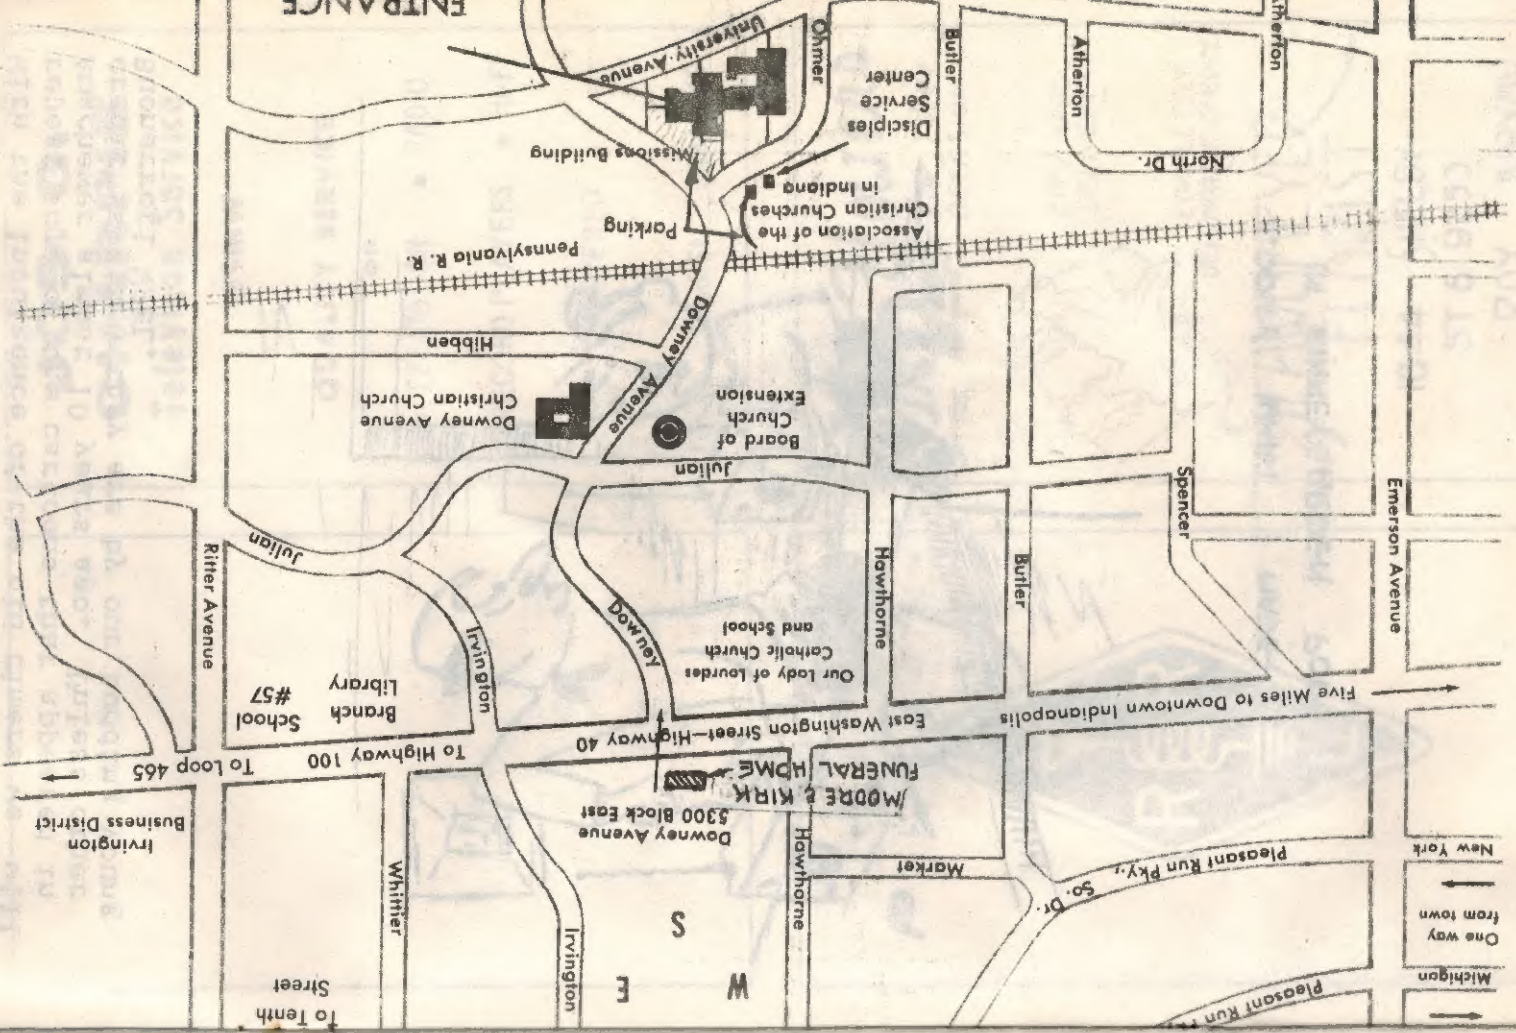 Michigan
One way
from town
New York
Pleasant Run Pky.
Pleasant Run Pky., So. Dr.
Market
Hawthorne
W E
S
Irvington
Whittier
To Tenth
Street
Irvington
Business District
Downey Avenue
5300 Block East
MOORE & KIRK
FUNERAL HOME
Five Miles to Downtown Indianapolis
East Washington Street—Highway 40
To Highway 100
To Loop 465
Emerson Avenue
Spencer
Butler
Hawthorne
Our Lady of Lourdes
Catholic Church
and School
Downey
Irvington
Branch
Library
School
#57
Ritter Avenue
Julian
Julian
Board of
Church
Extension
Downey Avenue
Downey Avenue
Christian Church
Hibben
Pennsylvania R. R.
Parking
Association of the
Christian Churches
in Indiana
Missions Building
Disciples
Service
Center
North Dr.
Atherton
Atherton
Butler
Ohmer
University Avenue
ENTRANCE